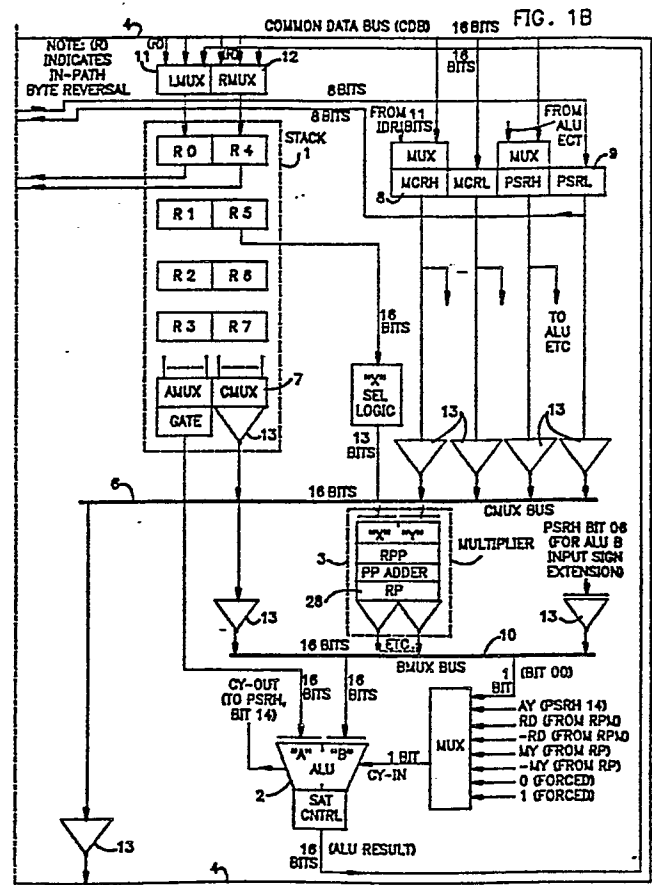 FIG. 1B
4
COMMON DATA BUS (CDB)
16 BITS
NOTE: (R)
INDICATES
IN-PATH
BYTE REVERSAL
(R)
(R)
11
LMUX
RMUX
12
16
BITS
8 BITS
8 BITS
FROM 11
IDR BITS
FROM
ALU
ECT
STACK
1
R0
R4
MUX
MUX
9
MCRH
MCRL
PSRH
PSRL
8
R1
R5
R2
R6
R3
R7
16
BITS
TO
ALU
ETC
AMUX
CMUX
7
GATE
13
"X"
SEL
LOGIC
13
BITS
13
13
6
16 BITS
CMUX BUS
3
"X"
"Y"
RPP
PP ADDER
RP
28
MULTIPLIER
PSRH BIT 06
(FOR ALU B
INPUT SIGN
EXTENSION)
13
13
ETC.
16 BITS
10
BMUX BUS
CY-OUT
(TO PSRH,
BIT 14)
16
BITS
16
BITS
1
BIT
(BIT 00)
MUX
AY (PSRH 14)
RD (FROM RPM)
-RD (FROM RPM)
MY (FROM RP)
-MY (FROM RP)
0 (FORCED)
1 (FORCED)
"A"
"B"
ALU
1 BIT
CY-IN
2
SAT
CNTRL
13
16
BITS
(ALU RESULT)
4